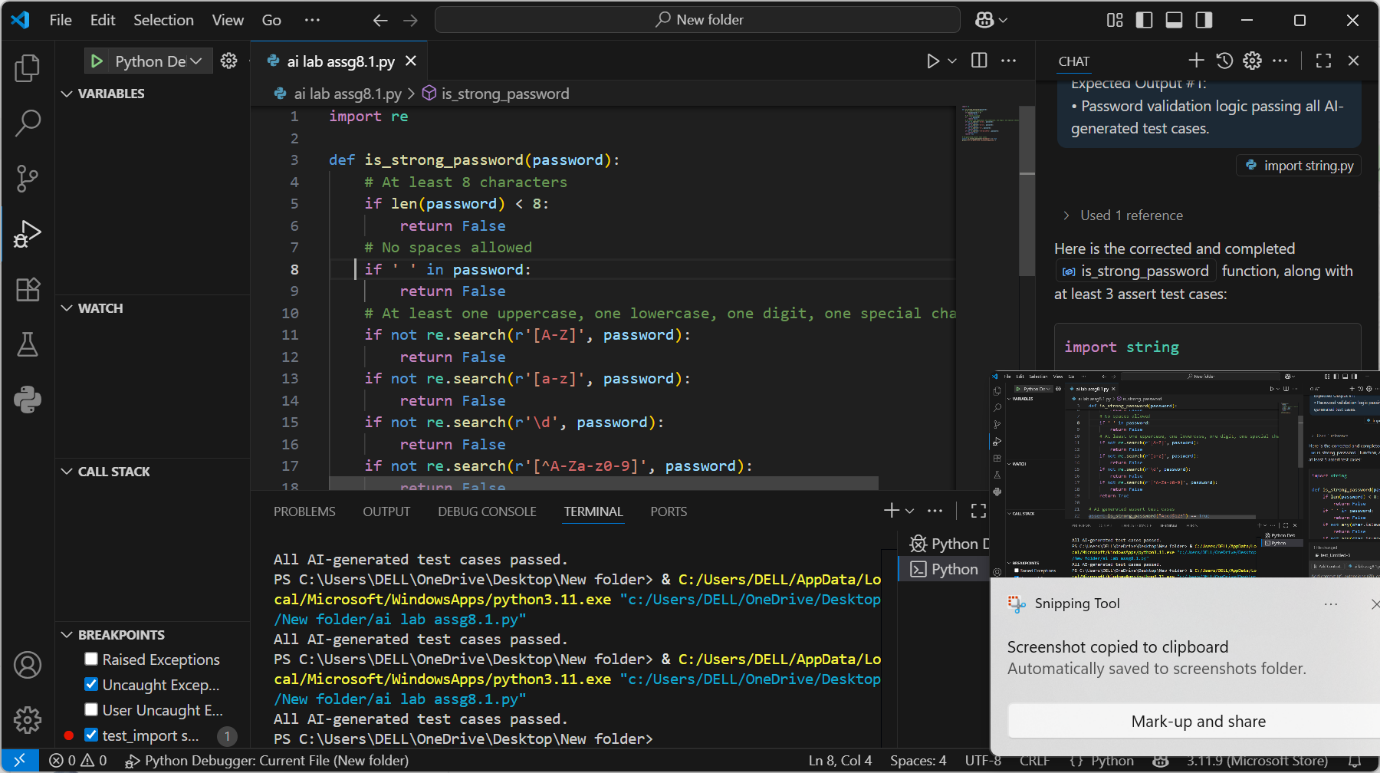 File Edit Selection View Go ··· New folder
Python De
ai lab assg8.1.py
CHAT
VARIABLES
WATCH
CALL STACK
BREAKPOINTS
Raised Exceptions
Uncaught Excep...
User Uncaught E...
test_import s... 1
ai lab assg8.1.py > is_strong_password
1 import re
2
3 def is_strong_password(password):
4 # At least 8 characters
5 if len(password) < 8:
6 return False
7 # No spaces allowed
8 if ' ' in password:
9 return False
10 # At least one uppercase, one lowercase, one digit, one special cha
11 if not re.search(r'[A-Z]', password):
12 return False
13 if not re.search(r'[a-z]', password):
14 return False
15 if not re.search(r'\d', password):
16 return False
17 if not re.search(r'[^A-Za-z0-9]', password):
18 return False
PROBLEMS OUTPUT DEBUG CONSOLE TERMINAL PORTS
All AI-generated test cases passed.
PS C:\Users\DELL\OneDrive\Desktop\New folder> & C:/Users/DELL/AppData/Lo
cal/Microsoft/WindowsApps/python3.11.exe "c:/Users/DELL/OneDrive/Desktop
/New folder/ai lab assg8.1.py"
All AI-generated test cases passed.
PS C:\Users\DELL\OneDrive\Desktop\New folder> & C:/Users/DELL/AppData/Lo
cal/Microsoft/WindowsApps/python3.11.exe "c:/Users/DELL/OneDrive/Desktop
/New folder/ai lab assg8.1.py"
All AI-generated test cases passed.
PS C:\Users\DELL\OneDrive\Desktop\New folder>
Python D
Python
Expected Output #1:
• Password validation logic passing all AI-
generated test cases.
import string.py
Used 1 reference
Here is the corrected and completed
is_strong_password function, along with
at least 3 assert test cases:
import string
Snipping Tool
Screenshot copied to clipboard
Automatically saved to screenshots folder.
Mark-up and share
0 0 Python Debugger: Current File (New folder) Ln 8, Col 4 Spaces: 4 UTF-8 CRLF {} Python 3.11.9 (Microsoft Store)